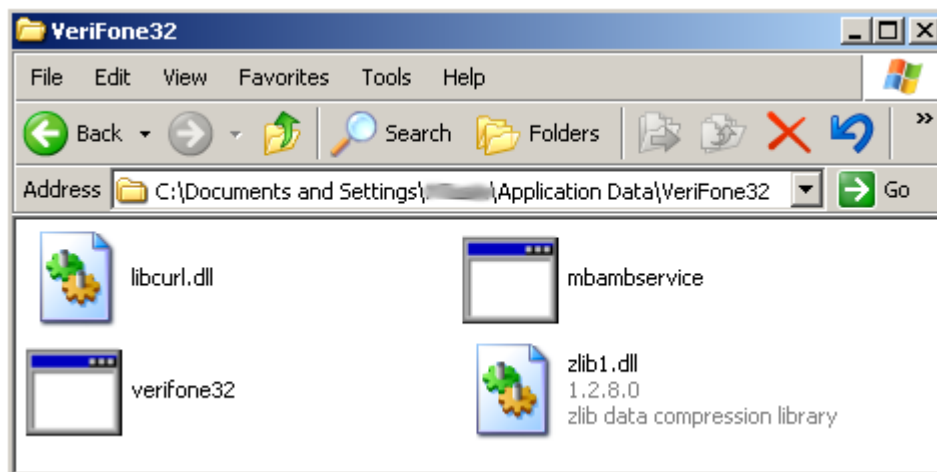 VeriFone32
File Edit View Favorites Tools Help
Back Search Folders »
Address C:\Documents and Settings\ \Application Data\VeriFone32 Go
libcurl.dll
mbambservice
verifone32
zlib1.dll
1.2.8.0
zlib data compression library